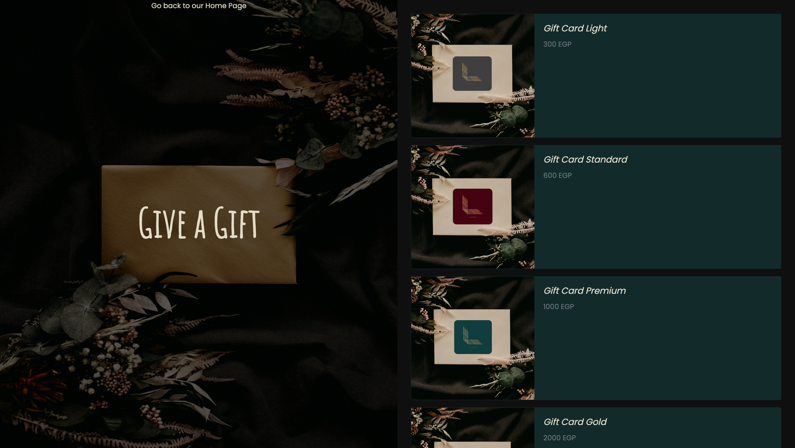 Go back to our Home Page
Give a Gift
Gift Card Light
300 EGP
Gift Card Standard
600 EGP
Gift Card Premium
1000 EGP
Gift Card Gold
2000 EGP